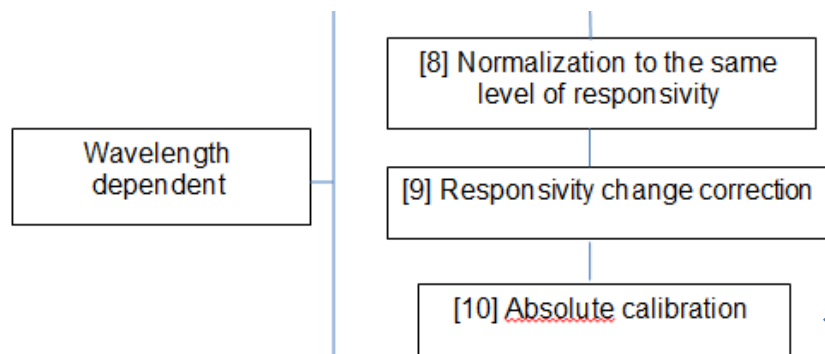 [8] Normalization to the same
level of responsivity
Wavelength
dependent
[9] Responsivity change correction
[10] Absolute calibration